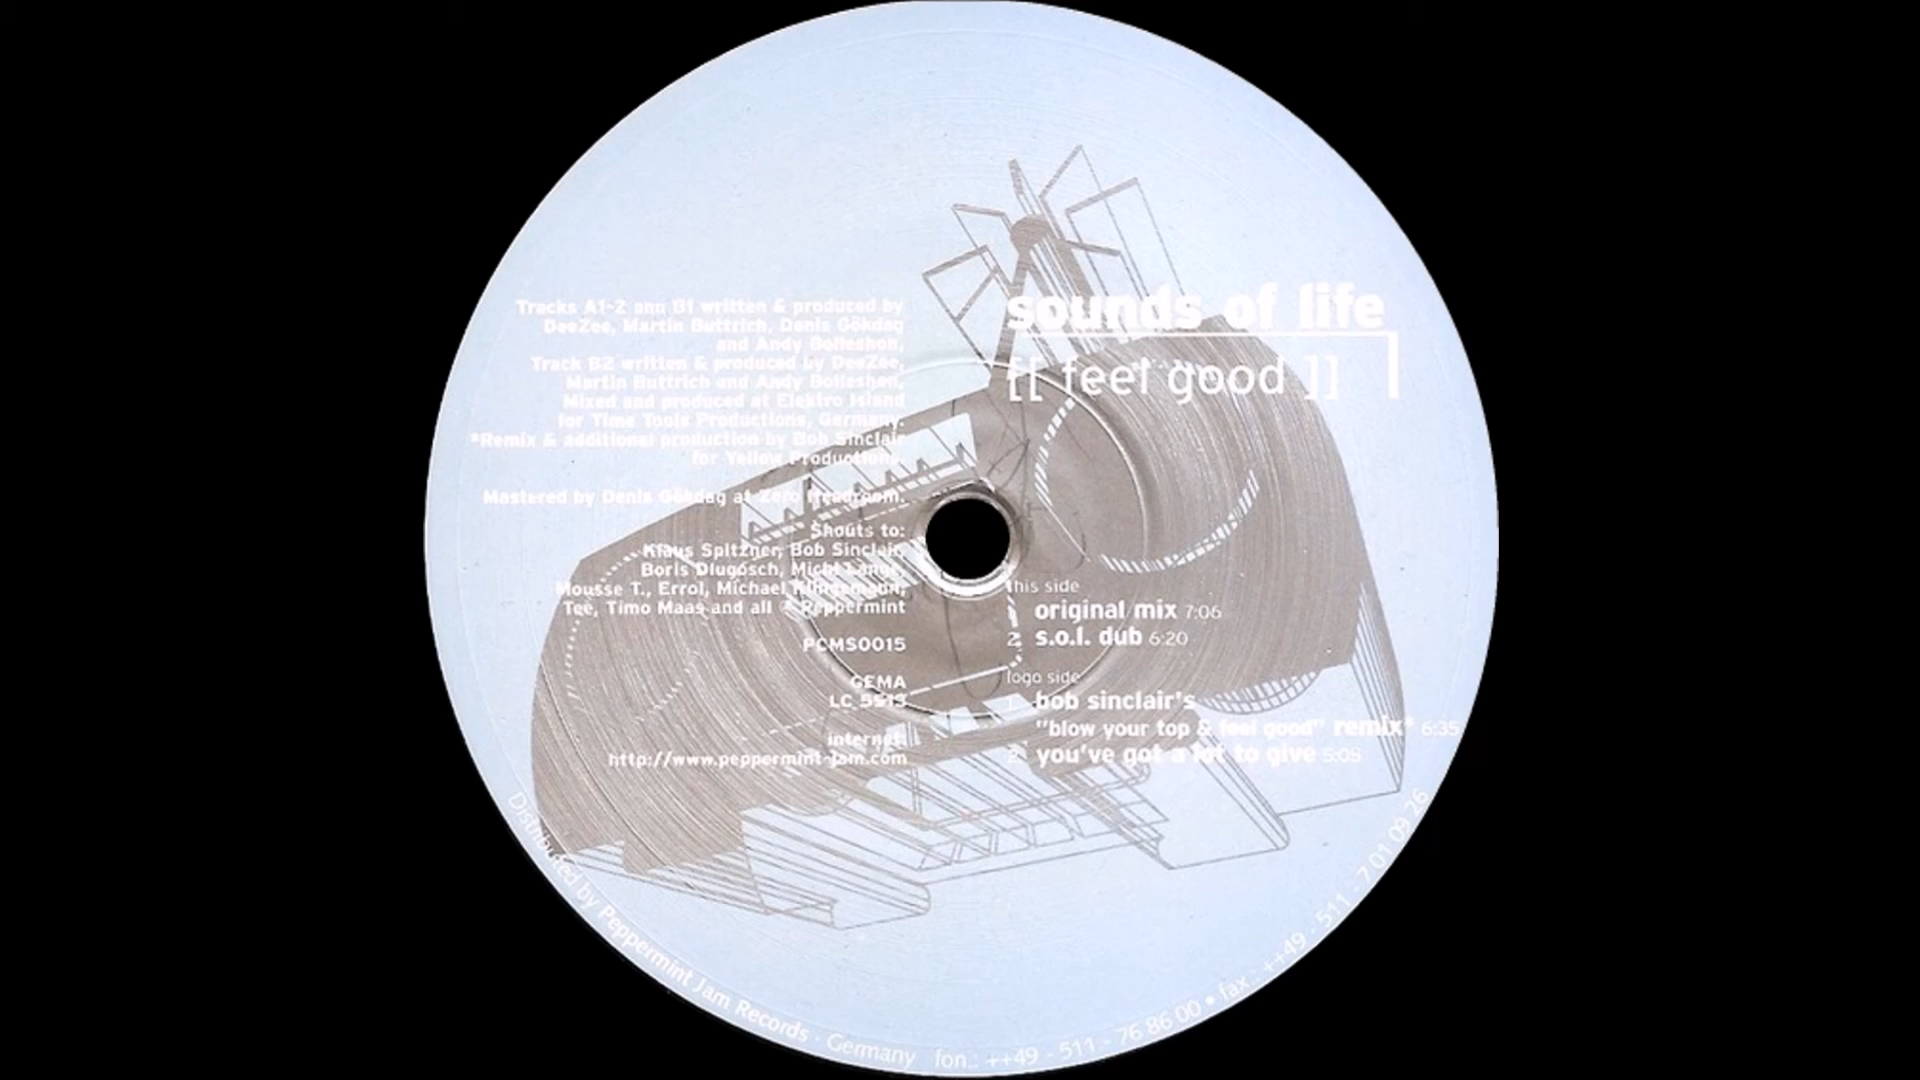 sounds of life
[[ feel good ]]
Tracks A1-2 and B1 written & produced by
DeeZee, Martin Buttrich, Denis Gökdag
and Andy Bolleshon,
Track B2 written & produced by DeeZee,
Martin Buttrich and Andy Bolleshon,
Mixed and produced at Elektro Island
for Time Tools Productions, Germany.
*Remix & additional production by Bob Sinclair
for Yellow Productions.
Mastered by Denis Gökdag at Zero Headroom.
Shouts to:
Klaus Spitzner, Bob Sinclair,
Boris Dlugosch, Michi Lange,
Mousse T., Errol, Michael
Tee, Timo Maas and all @ Peppermint
PCMS0015
GEMA
LC 5513
internet:
http://www.peppermint-jam.com
this side
original mix 7:06
2. s.o.l. dub 6:20
logo side
1. bob sinclair's
"blow your top & feel good" remix* 6:35
2. you've got a lot to give 5:05
Distributed by Peppermint Jam Records · Germany fon.: ++49 - 511 - 76 86 00 • fax.: ++49 - 511 - 7 01 09 26